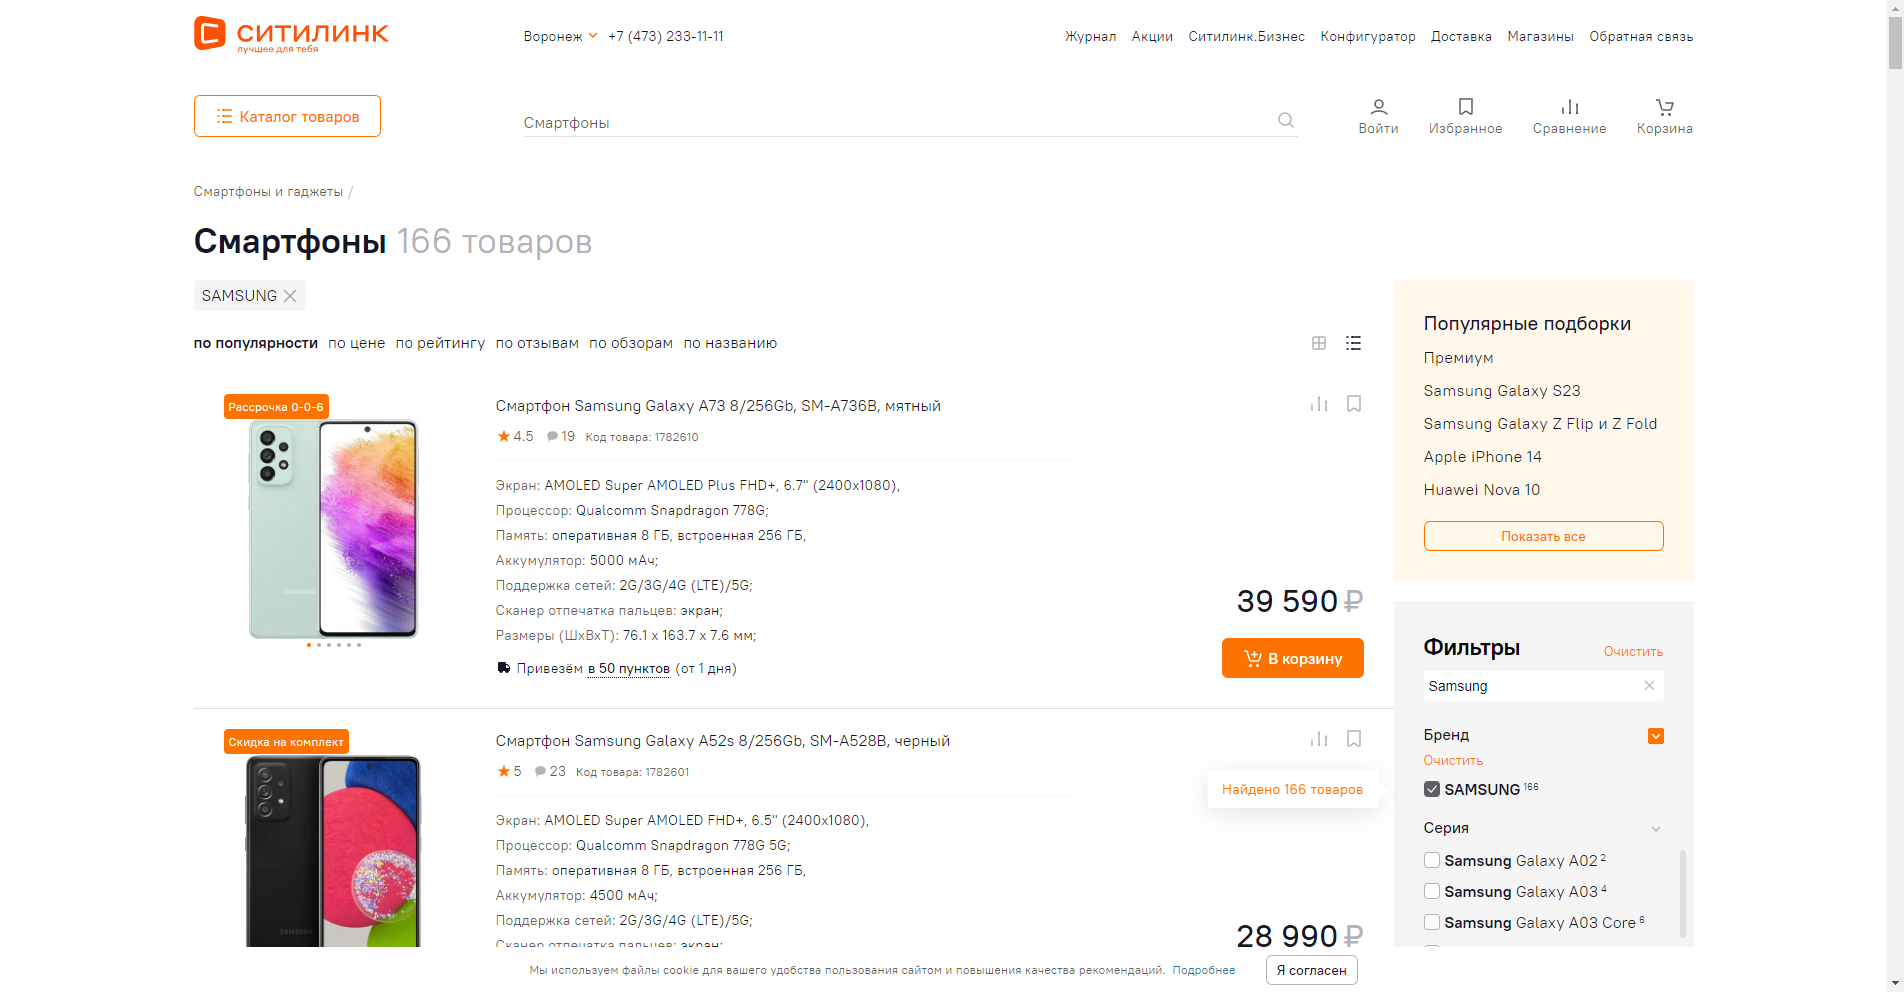 СИТИЛИНК
лучшее для тебя
Воронеж +7 (473) 233-11-11
Журнал Акции Ситилинк.Бизнес Конфигуратор Доставка Магазины Обратная связь
Каталог товаров
Смартфоны
Войти Избранное Сравнение Корзина
Смартфоны и гаджеты /
Смартфоны 166 товаров
SAMSUNG
по популярности по цене по рейтингу по отзывам по обзорам по названию
Рассрочка 0-0-6
SAMSUNG
Смартфон Samsung Galaxy A73 8/256Gb, SM-A736B, мятный
4.5 19 Код товара: 1782610
Экран: AMOLED Super AMOLED Plus FHD+, 6.7" (2400x1080),
Процессор: Qualcomm Snapdragon 778G;
Память: оперативная 8 ГБ, встроенная 256 ГБ,
Аккумулятор: 5000 мАч;
Поддержка сетей: 2G/3G/4G (LTE)/5G;
Сканер отпечатка пальцев: экран;
Размеры (ШхВхТ): 76.1 x 163.7 x 7.6 мм;
Привезём в 50 пунктов (от 1 дня)
39 590 ₽
В корзину
Скидка на комплект
SAMSUNG
Смартфон Samsung Galaxy A52s 8/256Gb, SM-A528B, черный
5 23 Код товара: 1782601
Экран: AMOLED Super AMOLED FHD+, 6.5" (2400x1080),
Процессор: Qualcomm Snapdragon 778G 5G;
Память: оперативная 8 ГБ, встроенная 256 ГБ,
Аккумулятор: 4500 мАч;
Поддержка сетей: 2G/3G/4G (LTE)/5G;
Сканер отпечатка пальцев: экран;
28 990 ₽
Найдено 166 товаров
Популярные подборки
Премиум
Samsung Galaxy S23
Samsung Galaxy Z Flip и Z Fold
Apple iPhone 14
Huawei Nova 10
Показать все
Фильтры Очистить
Samsung
Бренд
Очистить
SAMSUNG 166
Серия
Samsung Galaxy A02 2
Samsung Galaxy A03 4
Samsung Galaxy A03 Core 6
Мы используем файлы cookie для вашего удобства пользования сайтом и повышения качества рекомендаций. Подробнее
Я согласен